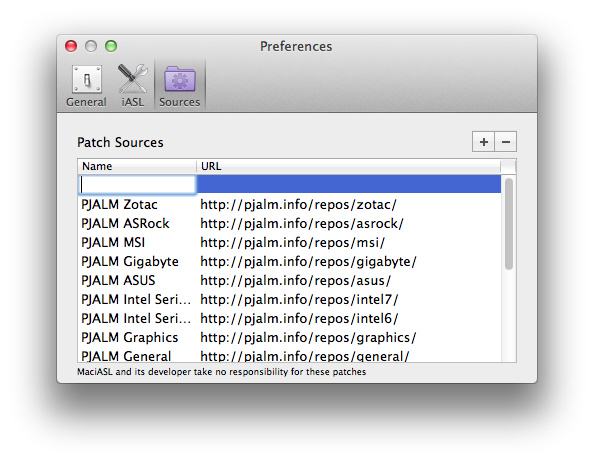 Preferences
General iASL Sources
Patch Sources
Name URL
PJALM Zotac http://pjalm.info/repos/zotac/
PJALM ASRock http://pjalm.info/repos/asrock/
PJALM MSI http://pjalm.info/repos/msi/
PJALM Gigabyte http://pjalm.info/repos/gigabyte/
PJALM ASUS http://pjalm.info/repos/asus/
PJALM Intel Seri... http://pjalm.info/repos/intel7/
PJALM Intel Seri... http://pjalm.info/repos/intel6/
PJALM Graphics http://pjalm.info/repos/graphics/
PJALM General http://pjalm.info/repos/general/
MaciASL and its developer take no responsibility for these patches